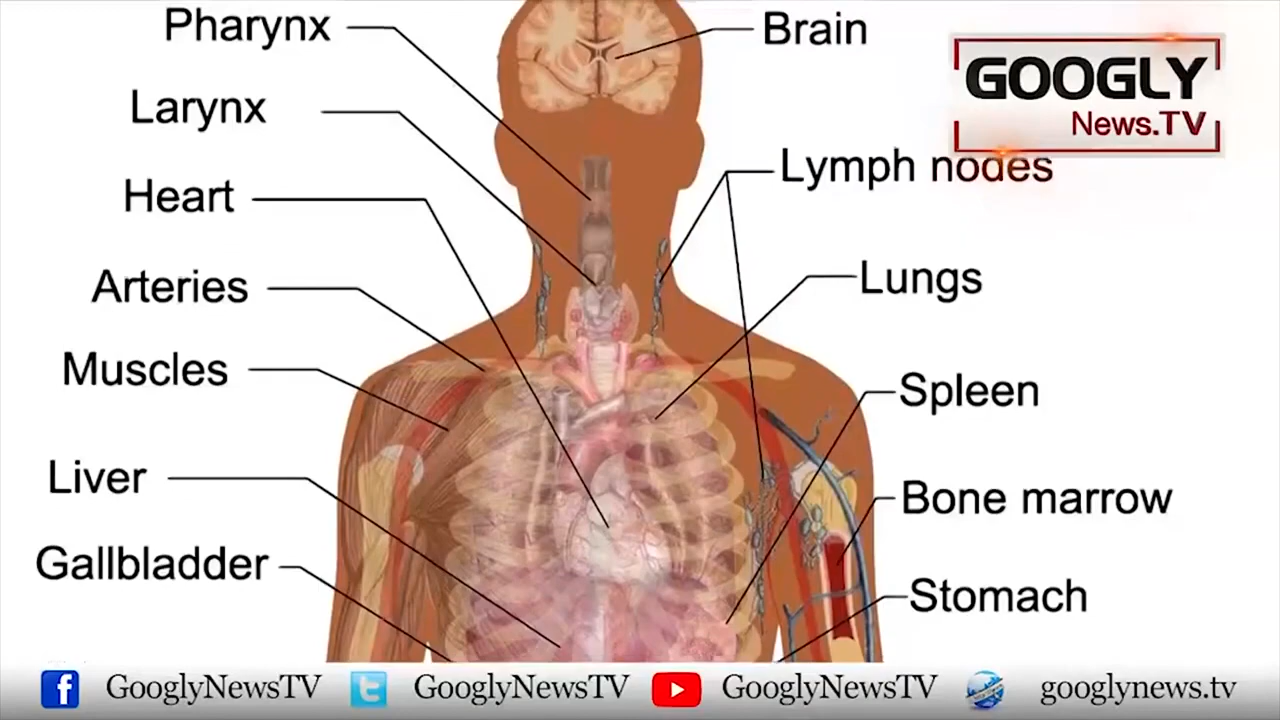 Pharynx
Brain
GOOGLY
News.TV
Larynx
Lymph nodes
Heart
Lungs
Arteries
Muscles
Spleen
Liver
Bone marrow
Gallbladder
Stomach
GooglyNewsTV
GooglyNewsTV
GooglyNewsTV
googlynews.tv